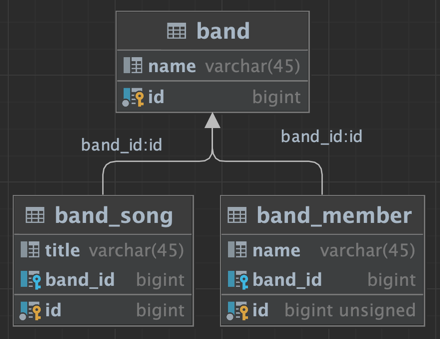 band
name varchar(45)
id bigint
band_id:id
band_id:id
band_song
title varchar(45)
band_id bigint
id bigint
band_member
name varchar(45)
band_id bigint
id bigint unsigned